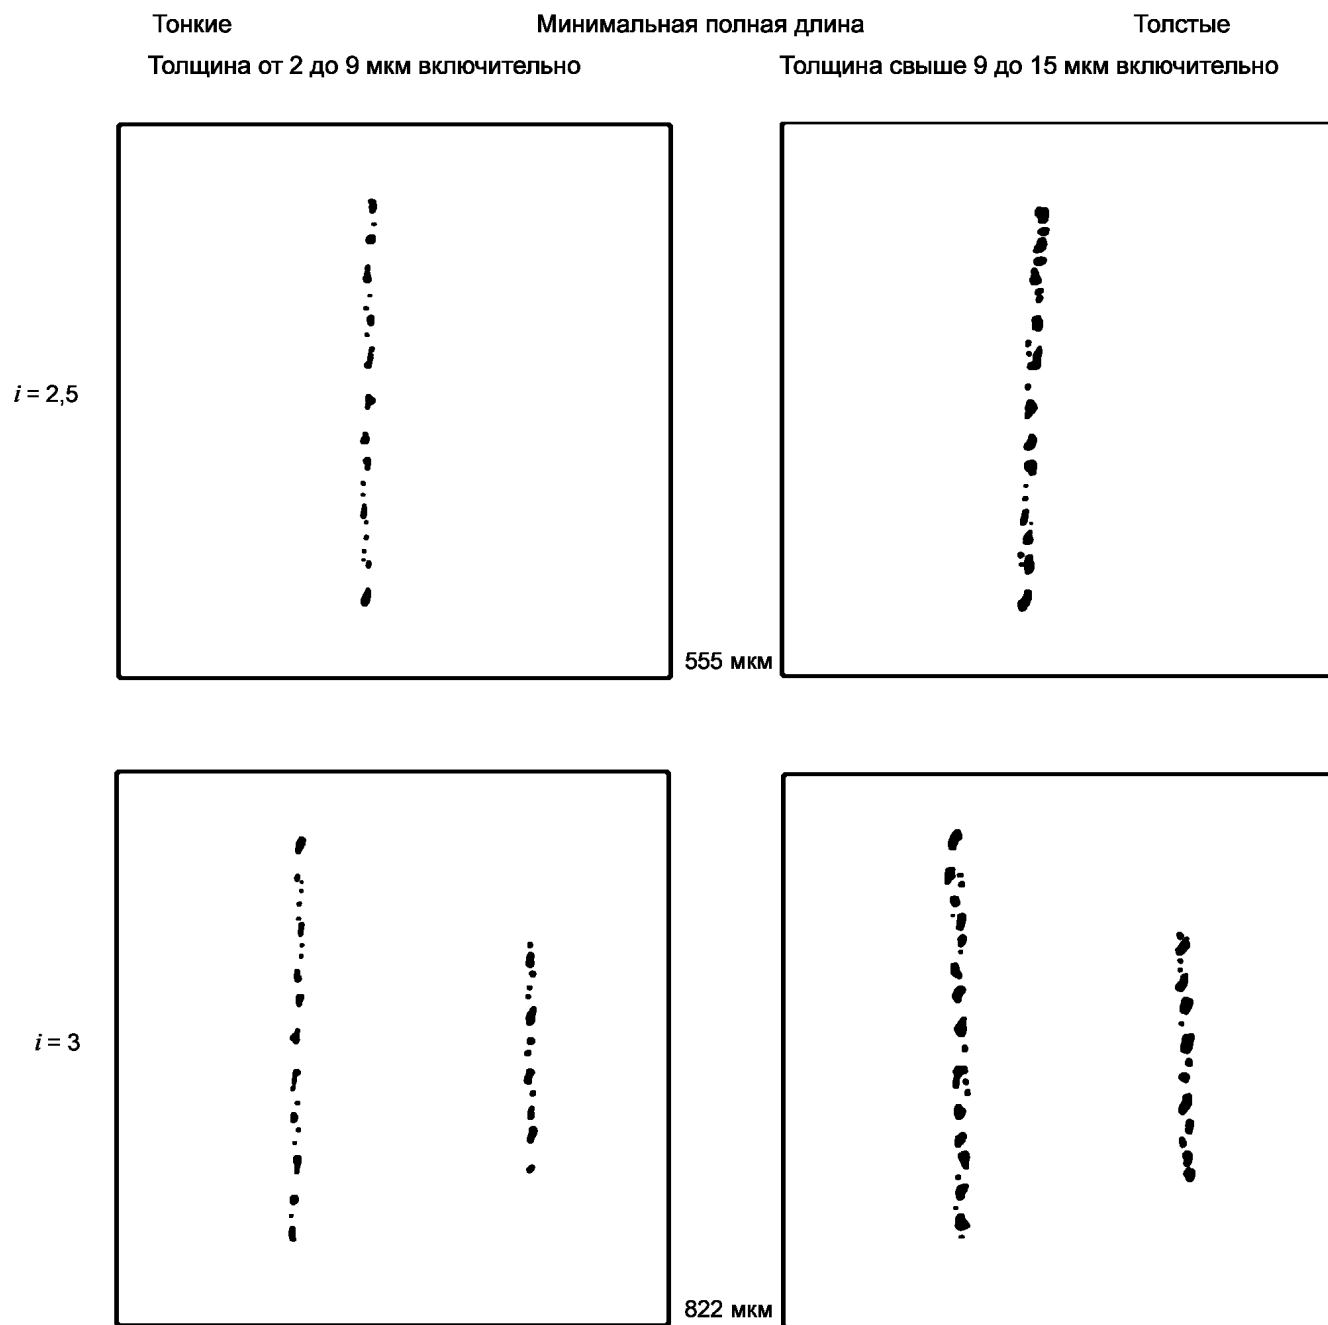 Тонкие Минимальная полная длина Толстые
Толщина от 2 до 9 мкм включительно Толщина свыше 9 до 15 мкм включительно
i = 2,5
555 мкм
i = 3
822 мкм